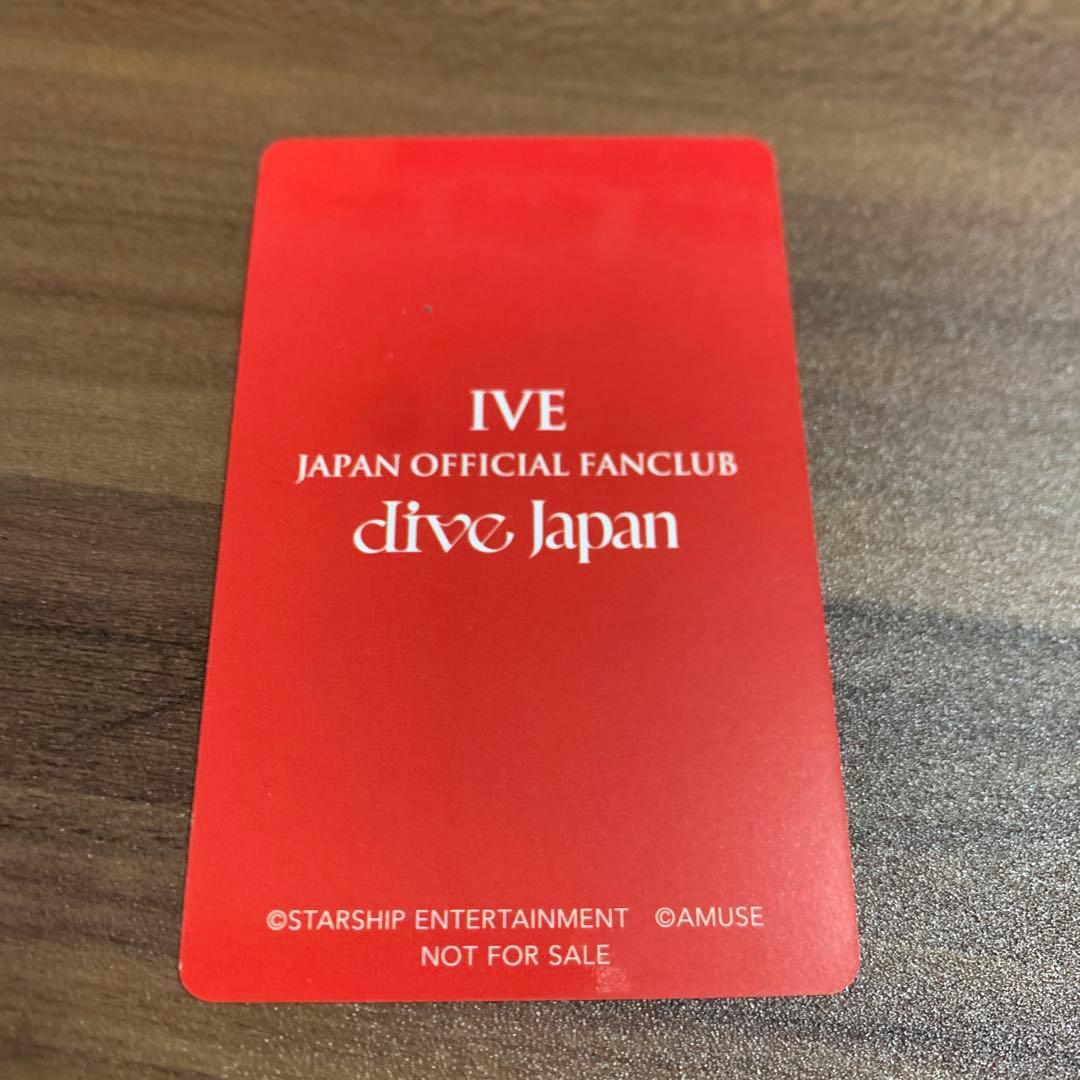 IVE
JAPAN OFFICIAL FANCLUB
dive Japan
©STARSHIP ENTERTAINMENT ©AMUSE
NOT FOR SALE